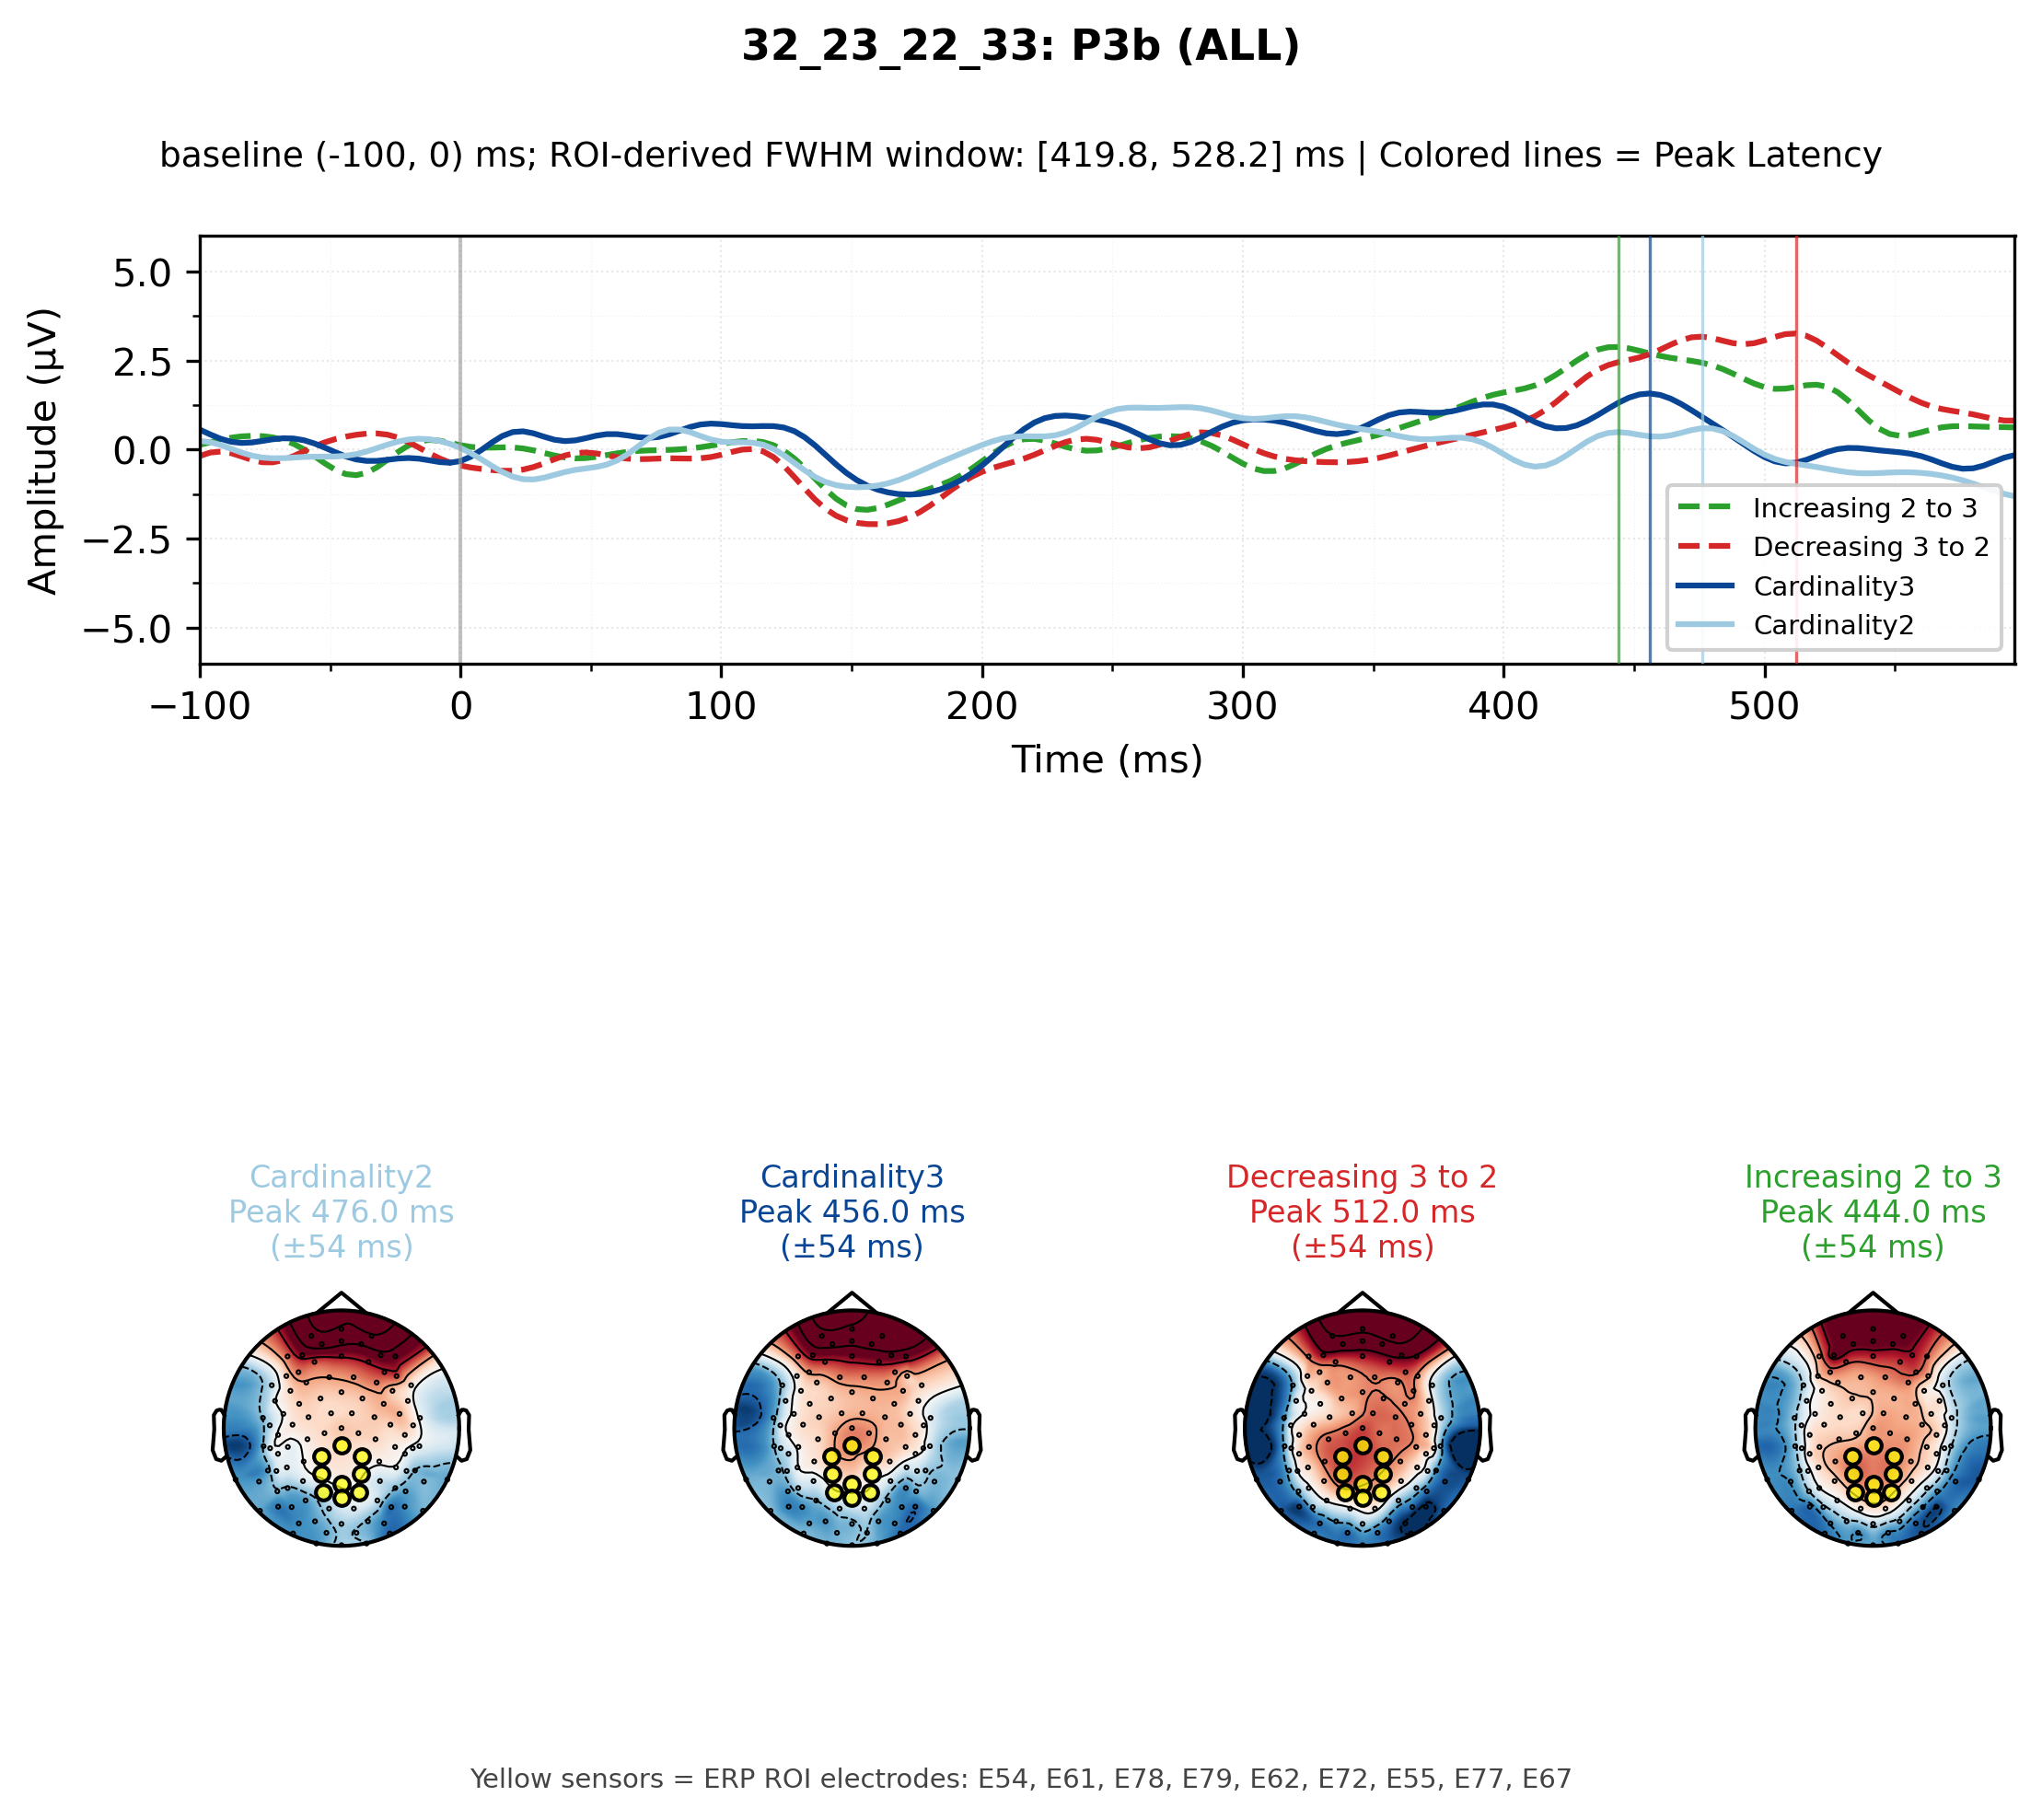 32_23_22_33: P3b (ALL)
baseline (-100, 0) ms; ROI-derived FWHM window: [419.8, 528.2] ms | Colored lines = Peak Latency
Amplitude (µV)
5.0
2.5
0.0
−2.5
−5.0
Increasing 2 to 3
Decreasing 3 to 2
Cardinality3
Cardinality2
−100
0
100
200
300
400
500
Time (ms)
Cardinality2
Peak 476.0 ms
(±54 ms)
Cardinality3
Peak 456.0 ms
(±54 ms)
Decreasing 3 to 2
Peak 512.0 ms
(±54 ms)
Increasing 2 to 3
Peak 444.0 ms
(±54 ms)
Yellow sensors = ERP ROI electrodes: E54, E61, E78, E79, E62, E72, E55, E77, E67